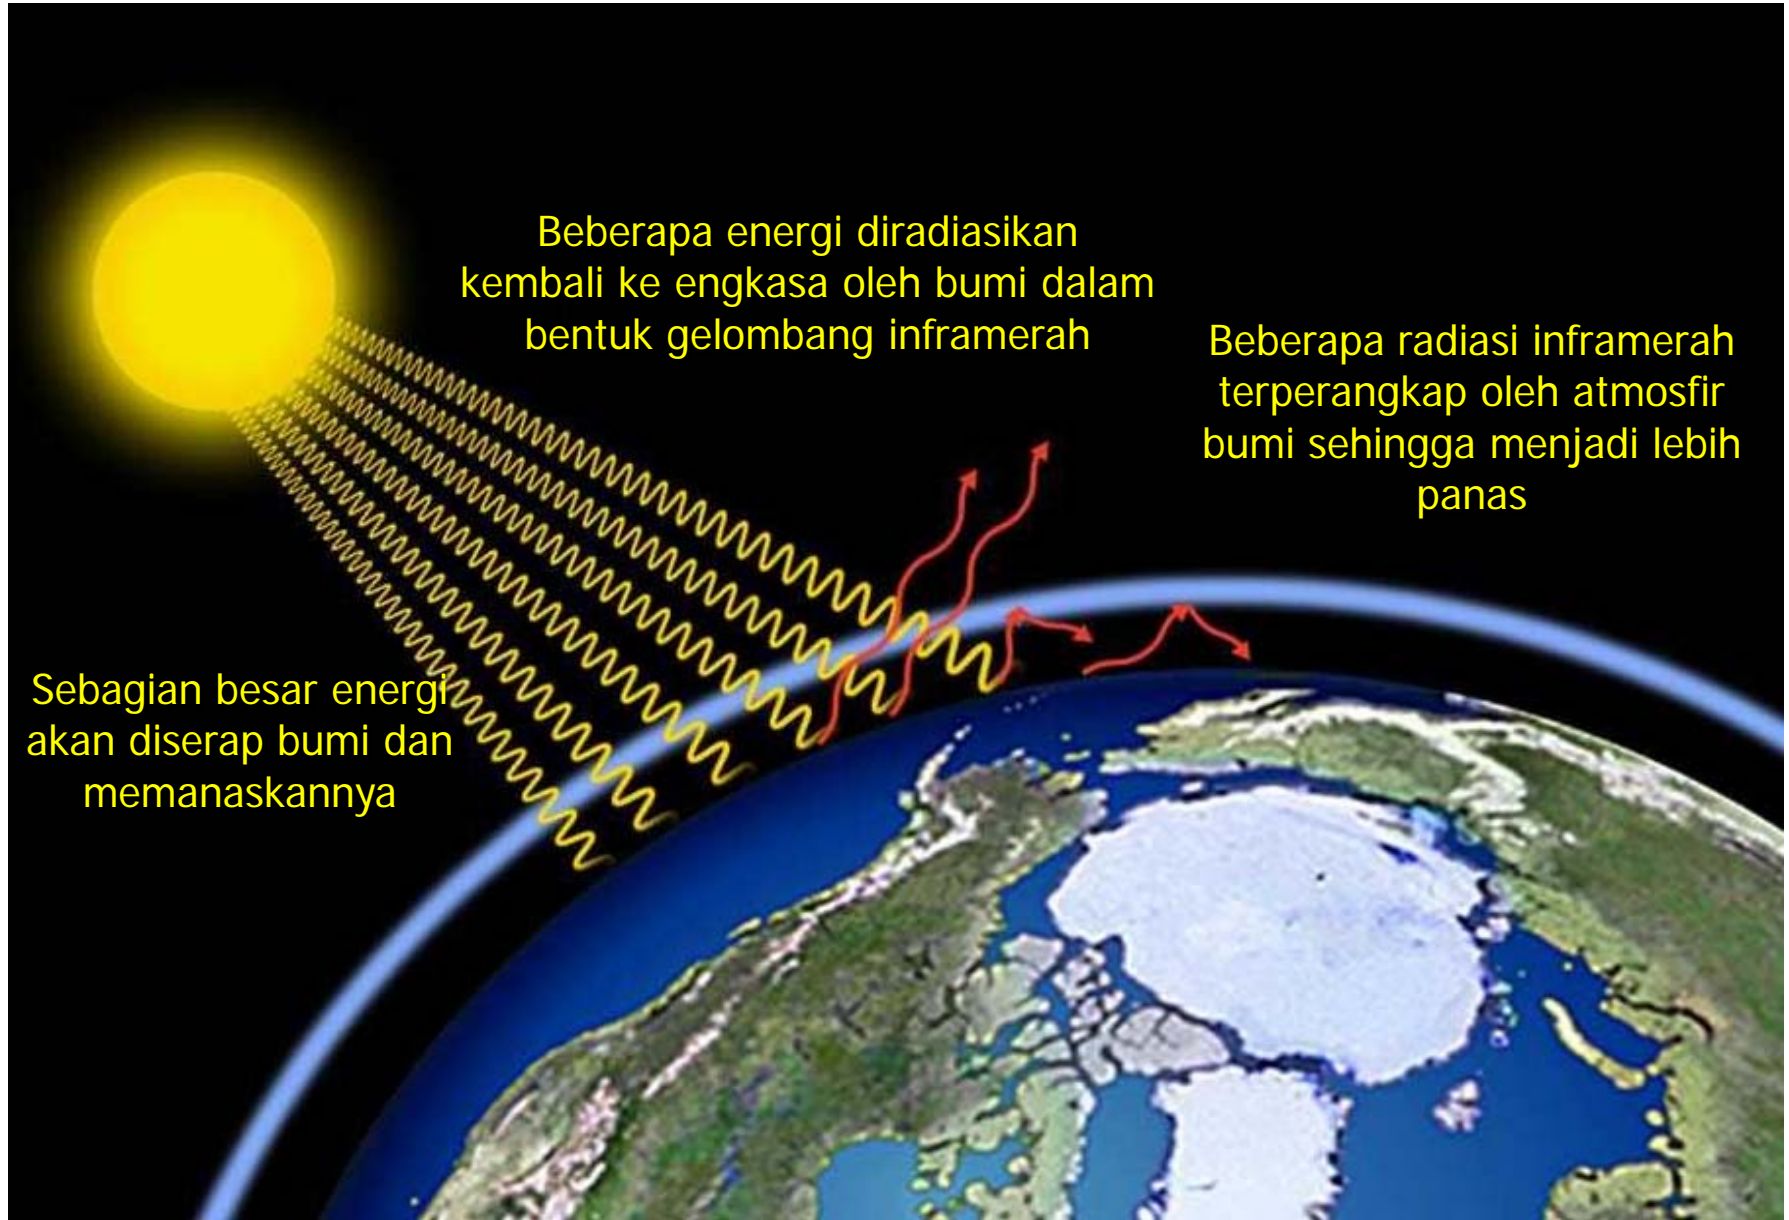 Beberapa energi diradiasikan
kembali ke engkasa oleh bumi dalam
bentuk gelombang inframerah
Beberapa radiasi inframerah
terperangkap oleh atmosfir
bumi sehingga menjadi lebih
panas
Sebagian besar energi
akan diserap bumi dan
memanaskannya